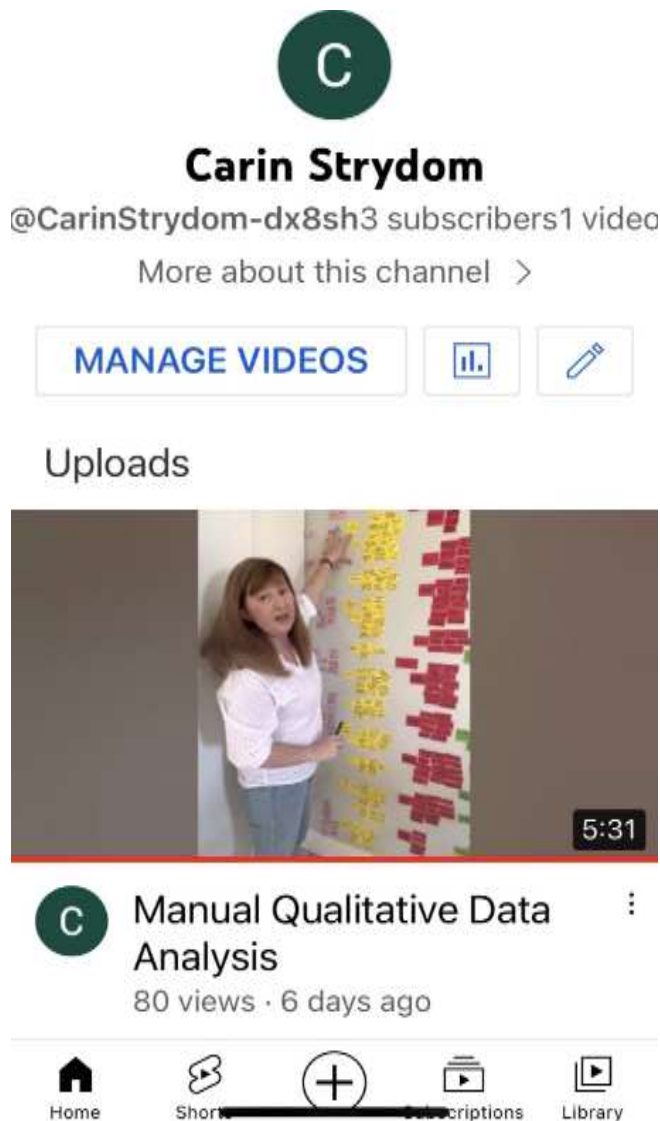 C
Carin Strydom
@CarinStrydom-dx8sh3 subscribers1 video
More about this channel >
MANAGE VIDEOS
Uploads
5:31
C
Manual Qualitative Data
Analysis
80 views · 6 days ago
Home Subscriptions Library